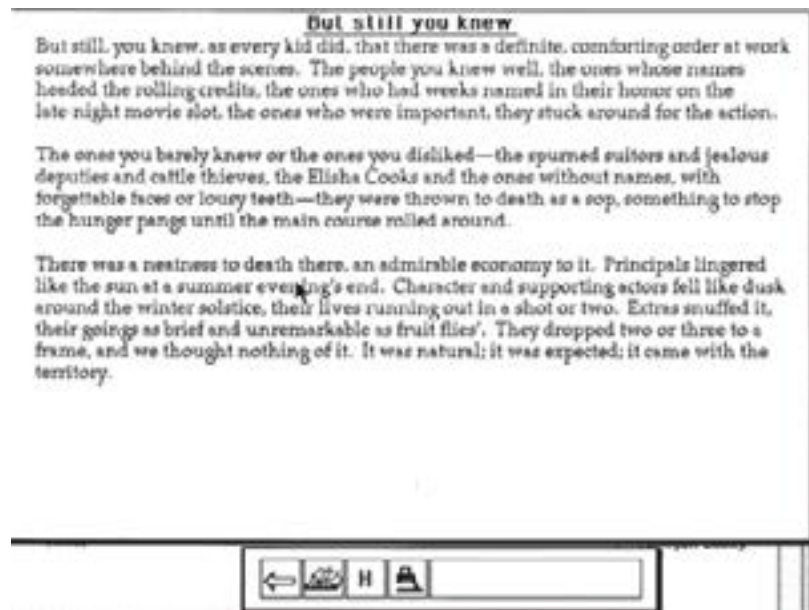 But still you knew
But still, you knew, as every kid did, that there was a definite, comforting order at work
somewhere behind the scenes. The people you knew well, the ones whose names
headed the rolling credits, the ones who had weeks named in their honor on the
late night movie slot, the ones who were important, they stuck around for the action.
The ones you barely knew or the ones you disliked—the spurned suitors and jealous
deputies and cattle thieves, the Elisha Cooks and the ones without names, with
forgettable faces or lousy teeth—they were thrown to death as a sop, something to stop
the hunger pangs until the main course rolled around.
There was a neatness to death there, an admirable economy to it. Principals lingered
like the sun at a summer evening's end. Character and supporting actors fell like dusk
around the winter solstice, their lives running out in a shot or two. Extras snuffed it,
their goings as brief and unremarkable as fruit flies'. They dropped two or three to a
frame, and we thought nothing of it. It was natural; it was expected; it came with the
territory.
H